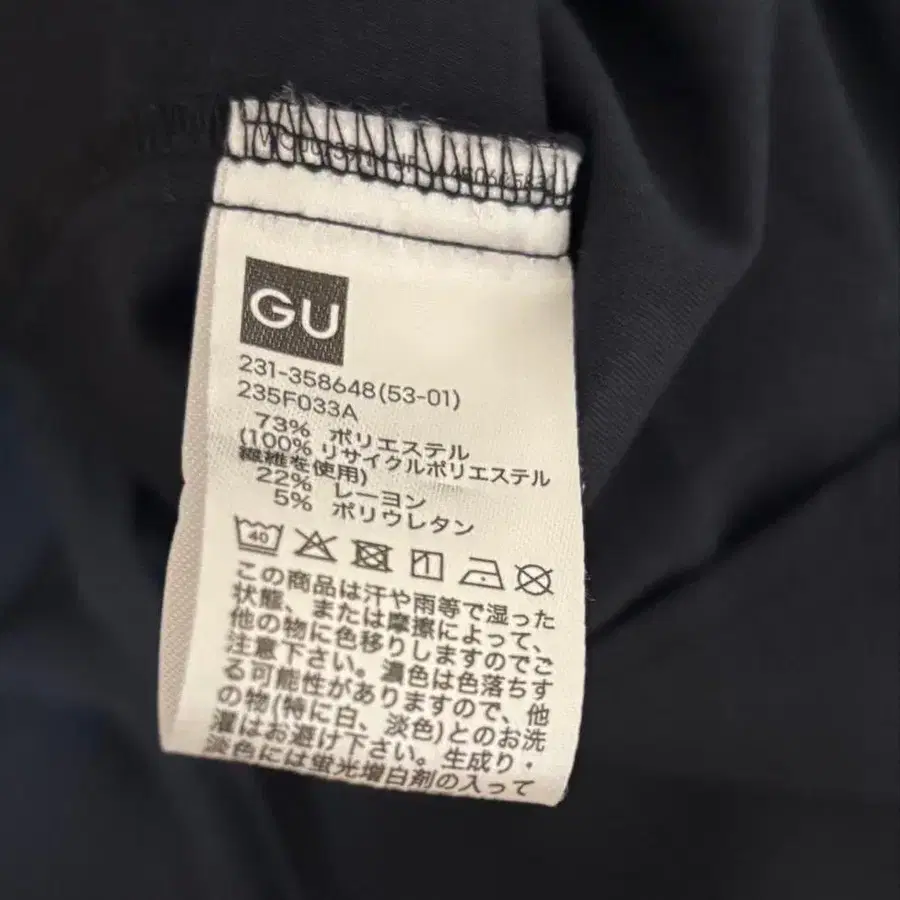 GU
231-358648(53-01)
235F033A
73% ポリエステル
(100% リサイクルポリエステル
繊維を使用)
22% レーヨン
5% ポリウレタン
40
この商品は汗や雨等で湿った
状態、または摩擦によって、
他の物に色移りしますのでご
注意下さい。濃色は色落ちす
る可能性がありますので、他
の物(特に白、淡色)とのお洗
濯はお避け下さい。生成り・
淡色には蛍光増白剤の入って